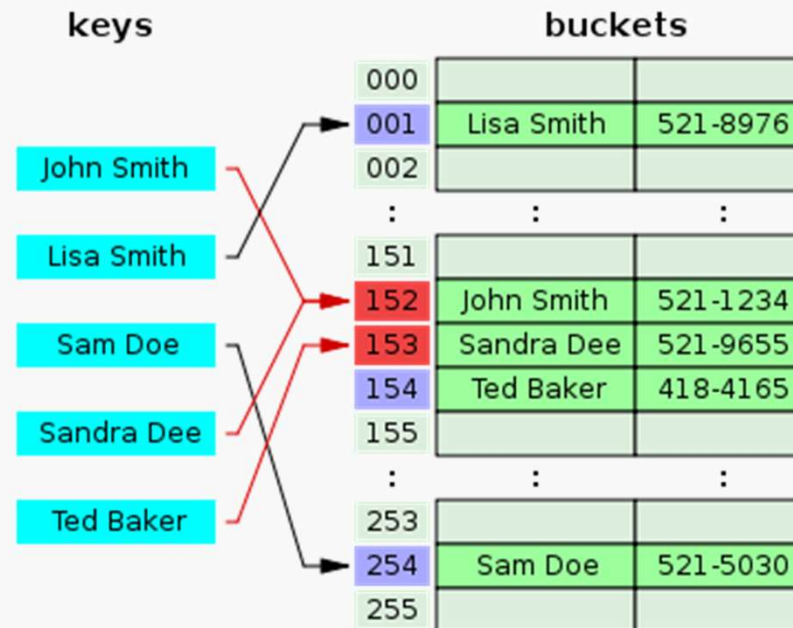 keys buckets
000
001 Lisa Smith 521-8976
John Smith 002
: : :
Lisa Smith 151
152 John Smith 521-1234
Sam Doe 153 Sandra Dee 521-9655
154 Ted Baker 418-4165
Sandra Dee 155
: : :
Ted Baker 253
254 Sam Doe 521-5030
255